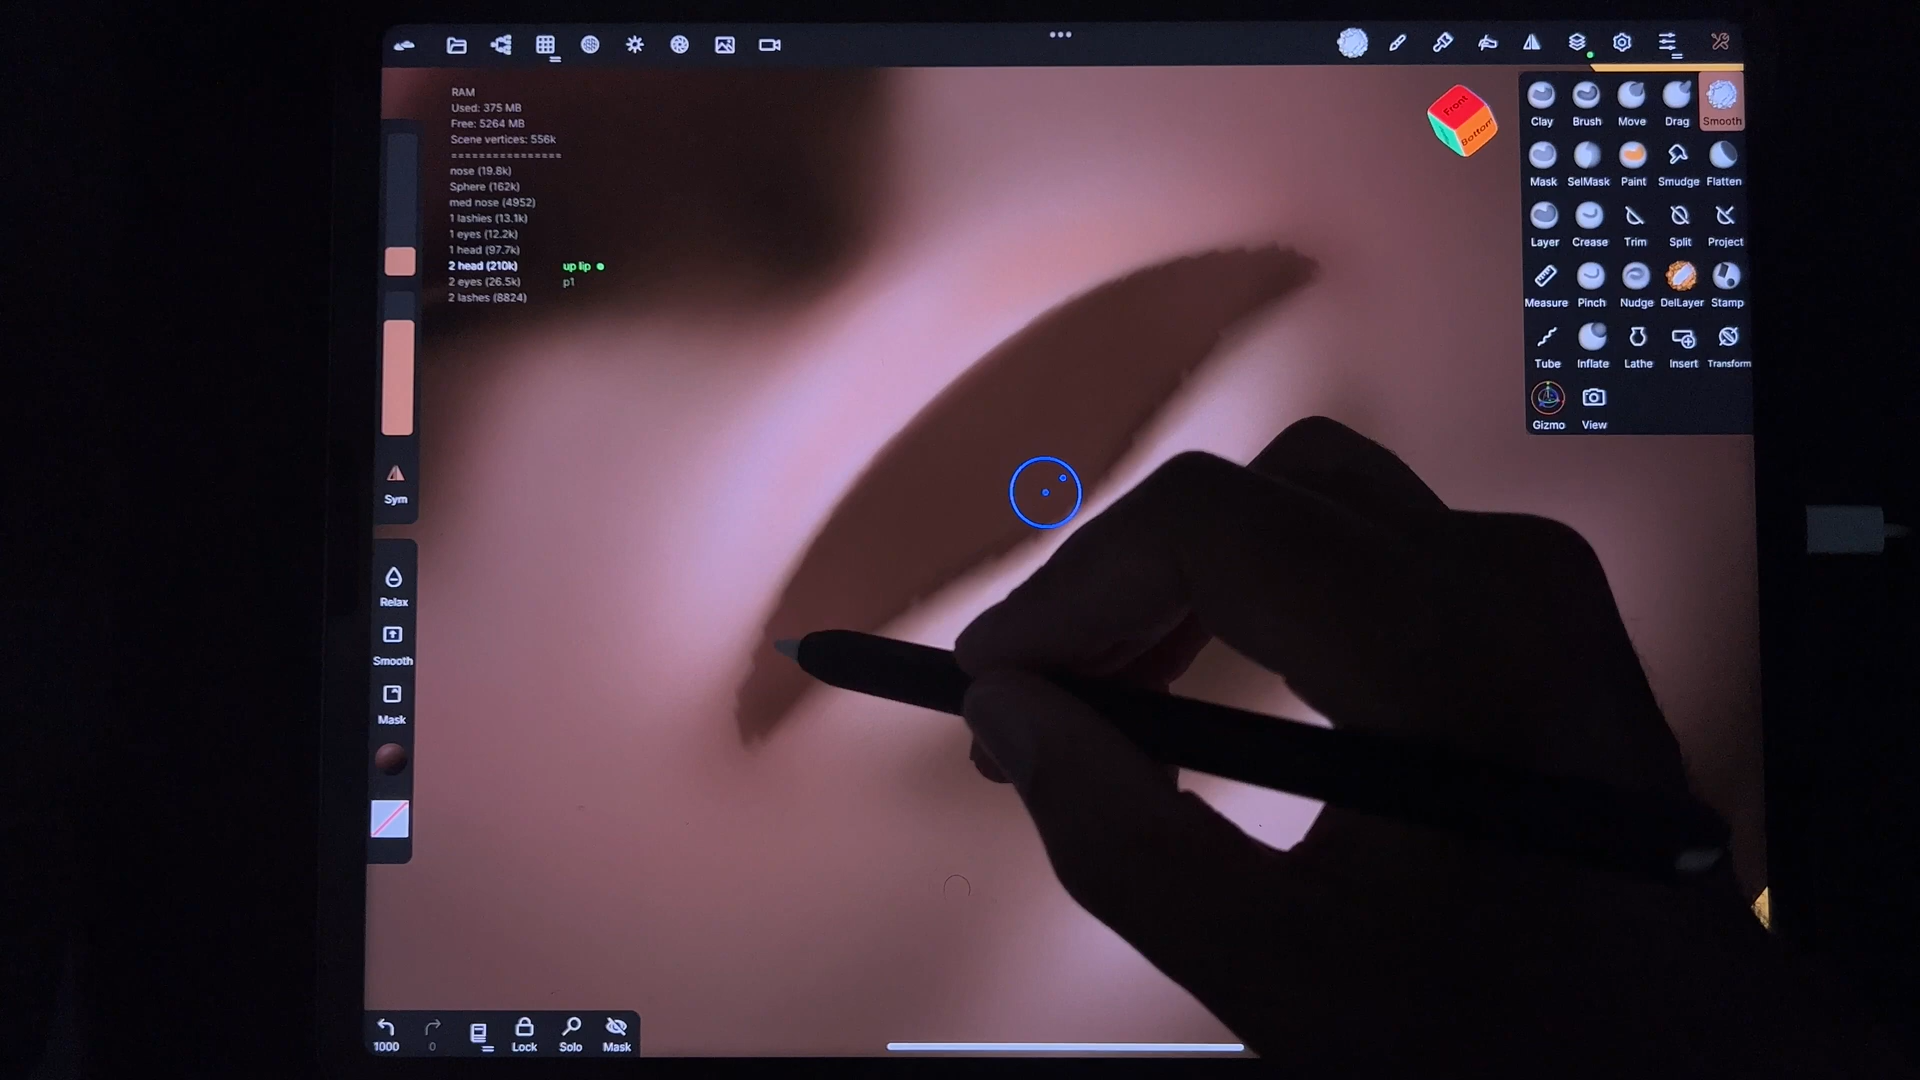 RAM
Used: 375 MB
Free: 5264 MB
Scene vertices: 556k
================
nose (19.8k)
Sphere (162k)
med nose (4952)
1 lashies (13.1k)
1 eyes (12.2k)
1 head (97.7k)
2 head (210k) up lip
2 eyes (26.5k) p1
2 lashes (8824)
Front
Bottom
Clay Brush Move Drag Smooth
Mask SelMask Paint Smudge Flatten
Layer Crease Trim Split Project
Measure Pinch Nudge DelLayer Stamp
Tube Inflate Lathe Insert Transform
Gizmo View
Sym
Relax
Smooth
Mask
1000 0 Lock Solo Mask